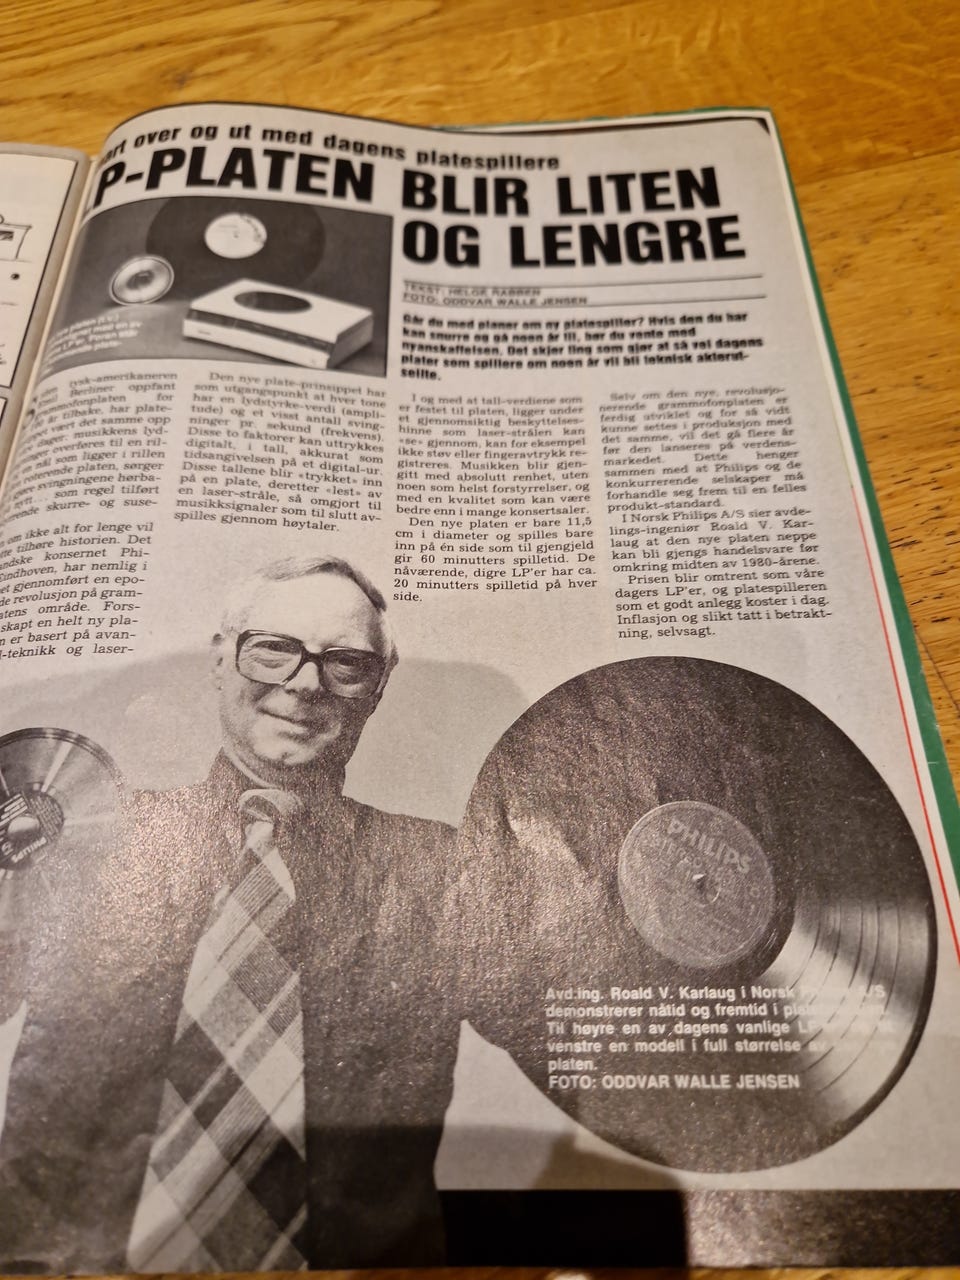 over og ut med dagens platespillere
P-PLATEN BLIR LITEN
OG LENGRE
TEKST: HELGE RABBEN
FOTO: ODDVAR WALLE JENSEN
Går du med planer om ny platespiller? Hvis den du har
kan snurre og gå noen år til, bør du vente med
nyanskaffelsen. Det skjer ting som gjør at så vel dagens
plater som spillere om noen år vil bli teknisk akterut-
seilte.
tysk-amerikaneren
Berliner oppfant
grammofonplaten for
100 år tilbake, har plate-
vært det samme opp
dager: musikkens lyd-
overføres til en ril-
en nål som ligger i rillen
roterende platen, sørger
gjøre svingningene hørba-
som regel tilført
skurre- og suse-
om ikke alt for lenge vil
tilhøre historien. Det
konsernet Phi-
Eindhoven, har nemlig i
gjennomført en epo-
revolusjon på gram-
område. Fors-
skapt en helt ny pla-
er basert på avan-
-teknikk og laser-
Den nye plate-prinsippet har
som utgangspunkt at hver tone
har en lydstyrke-verdi (ampli-
tude) og et visst antall sving-
ninger pr. sekund (frekvens).
Disse to faktorer kan uttrykkes
digitalt, i tall, akkurat som
tidsangivelsen på et digital-ur.
Disse tallene blir «trykket» inn
på en plate, deretter «lest» av
en laser-stråle, så omgjort til
musikksignaler som til slutt av-
spilles gjennom høytaler.
I og med at tall-verdiene som
er festet til platen, ligger under
et gjennomsiktig beskyttelses-
hinne som laser-strålen kan
«se» gjennom, kan for eksempel
ikke støv eller fingeravtrykk re-
gistreres. Musikken blir gjen-
gitt med absolutt renhet, uten
noen som helst forstyrrelser, og
med en kvalitet som kan være
bedre enn i mange konsertsaler.
Den nye platen er bare 11,5
cm i diameter og spilles bare
inn på én side som til gjengjeld
gir 60 minutters spilletid. De
nåværende, digre LP'er har ca.
20 minutters spilletid på hver
side.
Selv om den nye, revolusjo-
nerende grammofonplaten er
ferdig utviklet og for så vidt
kunne settes i produksjon med
det samme, vil det gå flere år
før den lanseres på verdens-
markedet. Dette henger
sammen med at Philips og de
konkurrerende selskaper må
forhandle seg frem til en felles
produkt-standard.
I Norsk Philips A/S sier avde-
lings-ingeniør Roald V. Kar-
laug at den nye platen neppe
kan bli gjengs handelsvare før
omkring midten av 1980-årene.
Prisen blir omtrent som våre
dagers LP'er, og platespilleren
som et godt anlegg koster i dag.
Inflasjon og slikt tatt i betrakt-
ning, selvsagt.
PHILIPS
Avd.ing. Roald V. Karlaug i Norsk A/S
demonstrerer nåtid og fremtid i
Til høyre en av dagens vanlige
venstre en modell i full størrelse
platen.
FOTO: ODDVAR WALLE JENSEN